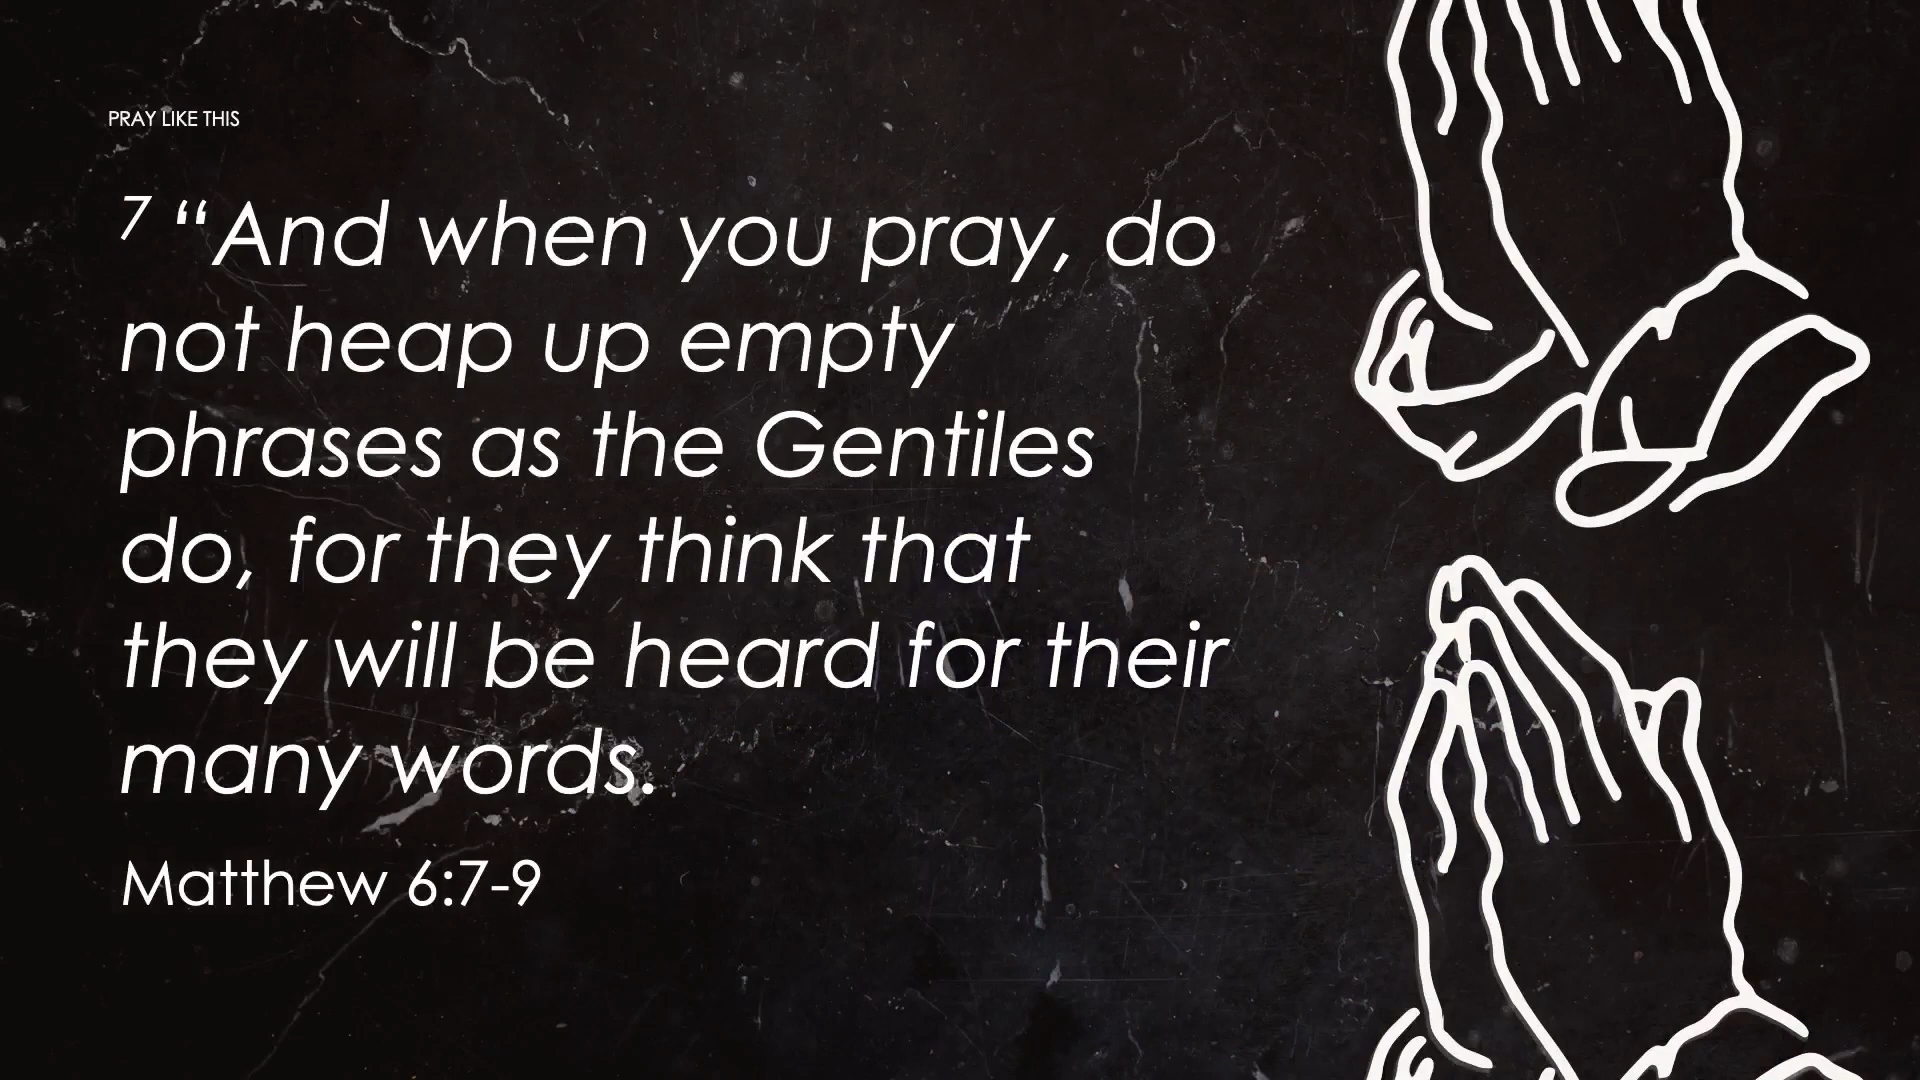 PRAY LIKE THIS
7 “And when you pray, do
not heap up empty
phrases as the Gentiles
do, for they think that
they will be heard for their
many words.
Matthew 6:7-9